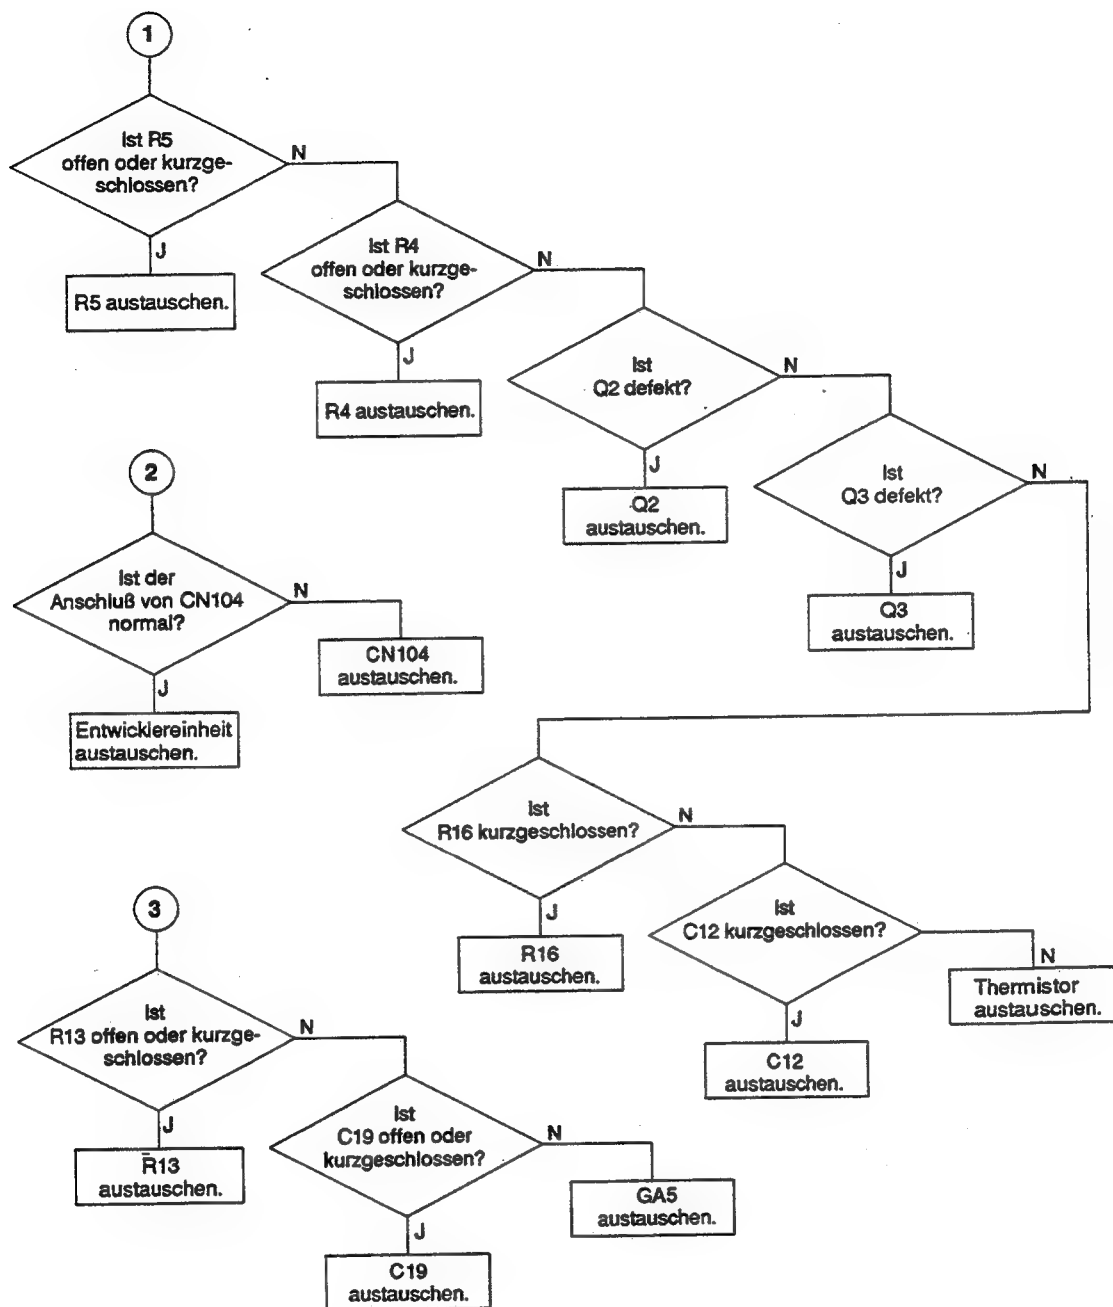 1
Ist R5
offen oder kurzge-
schlossen?
N
J
R5 austauschen.
Ist R4
offen oder kurzge-
schlossen?
N
J
R4 austauschen.
Ist
Q2 defekt?
N
J
Q2
austauschen.
Ist
Q3 defekt?
N
J
Q3
austauschen.
2
Ist der
Anschluß von CN104
normal?
N
CN104
austauschen.
J
Entwicklereinheit
austauschen.
Ist
R16 kurzgeschlossen?
N
J
R16
austauschen.
Ist
C12 kurzgeschlossen?
N
Thermistor
austauschen.
J
C12
austauschen.
3
Ist
R13 offen oder kurzge-
schlossen?
N
J
R13
austauschen.
Ist
C19 offen oder
kurzgeschlossen?
N
GA5
austauschen.
J
C19
austauschen.